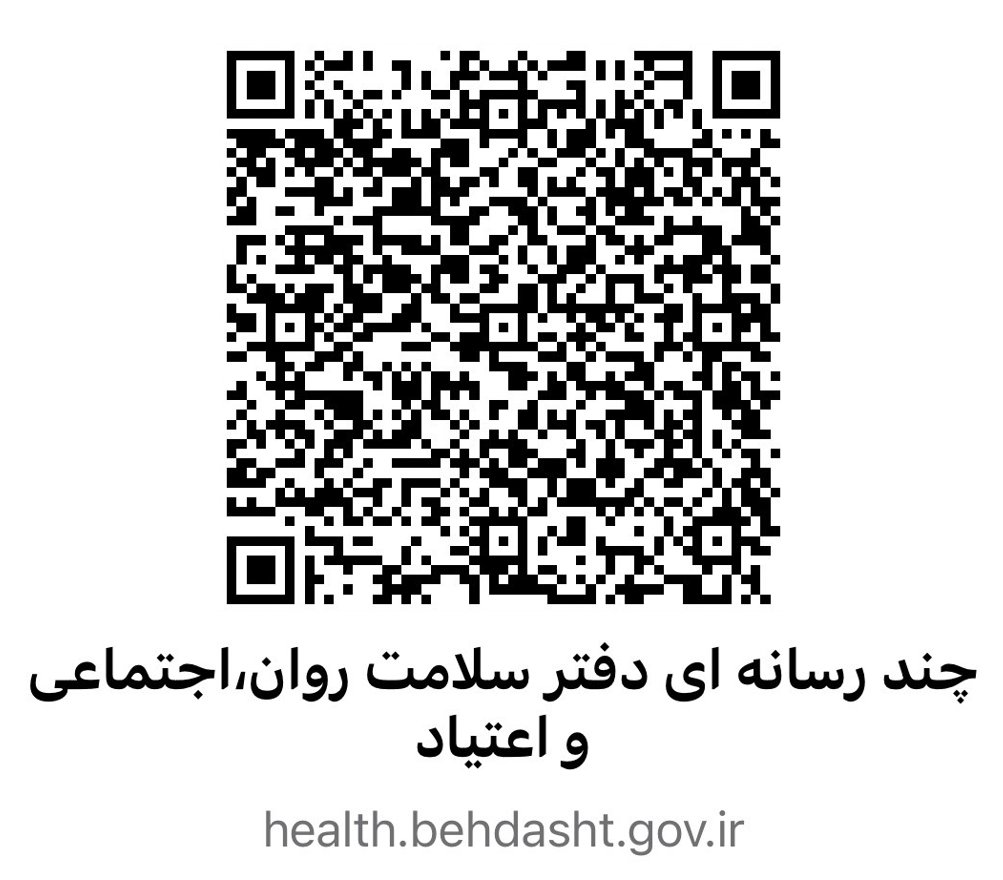 چند رسانه ای دفتر سلامت روان،اجتماعی
و اعتیاد
health.behdasht.gov.ir